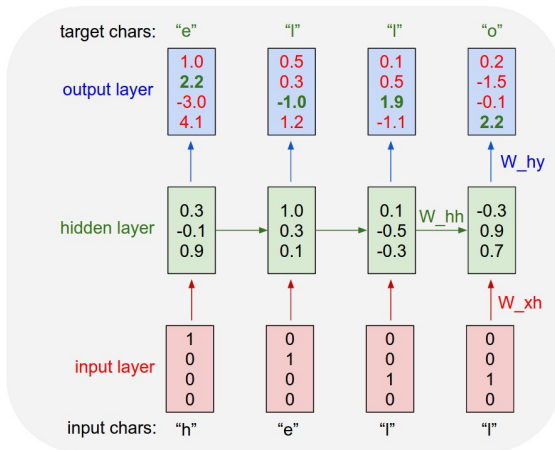 target chars: “e” “l” “l” “o”
output layer
1.0 0.5 0.1 0.2
2.2 0.3 0.5 -1.5
-3.0 -1.0 1.9 -0.1
4.1 1.2 -1.1 2.2
W_hy
hidden layer
0.3 1.0 0.1 -0.3
-0.1 0.3 -0.5 0.9
0.9 0.1 -0.3 0.7
W_hh
W_xh
input layer
1 0 0 0
0 1 0 0
0 0 1 1
0 0 0 0
input chars: “h” “e” “l” “l”